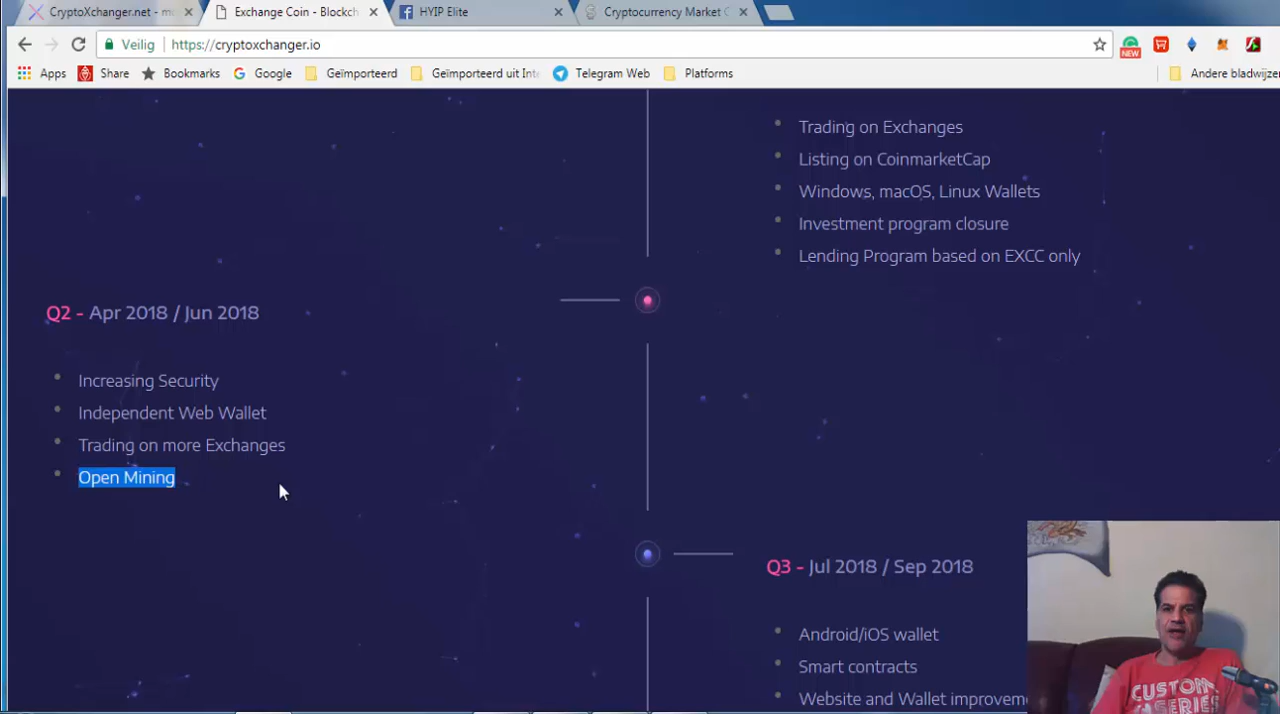 CryptoXchanger.net - m
Exchange Coin - Blockch
HYIP Elite
Cryptocurrency Market C
Veilig
https://cryptoxchanger.io
NEW
Apps
Share
Bookmarks
Google
Geïmporteerd
Geïmporteerd uit Int
Telegram Web
Platforms
Andere bladwijzer
Trading on Exchanges
Listing on CoinmarketCap
Windows, macOS, Linux Wallets
Investment program closure
Lending Program based on EXCC only
Q2 - Apr 2018 / Jun 2018
Increasing Security
Independent Web Wallet
Trading on more Exchanges
Open Mining
Q3 - Jul 2018 / Sep 2018
Android/iOS wallet
Smart contracts
Website and Wallet improvem
CUSTOM
SERIES